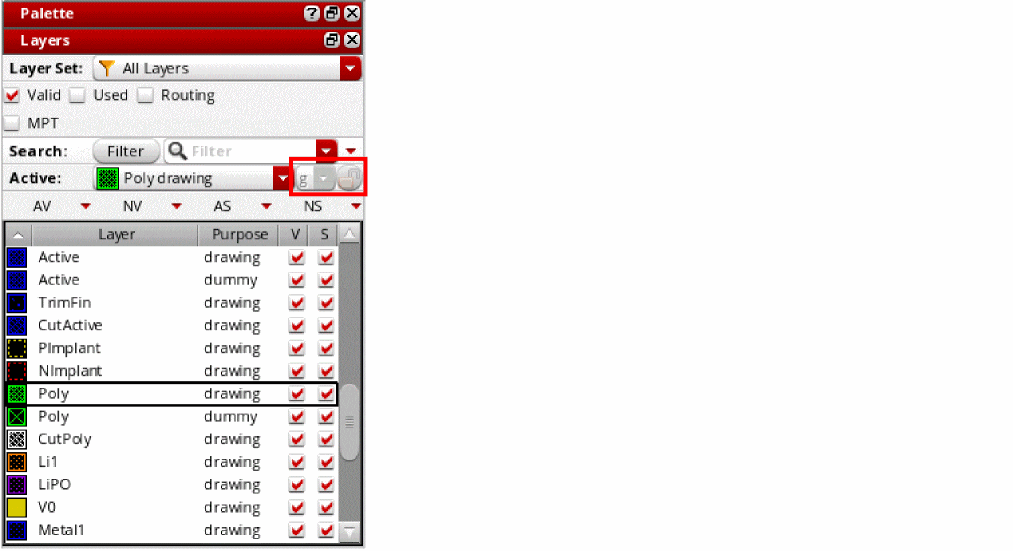 Palette
Layers
Layer Set: All Layers
Valid Used Routing
MPT
Search: Filter Filter
Active: Poly drawing g
AV NV AS NS
Layer Purpose V S
Active drawing
Active dummy
TrimFin drawing
CutActive drawing
PImplant drawing
NImplant drawing
Poly drawing
Poly dummy
CutPoly drawing
Li1 drawing
LiPO drawing
V0 drawing
Metal1 drawing